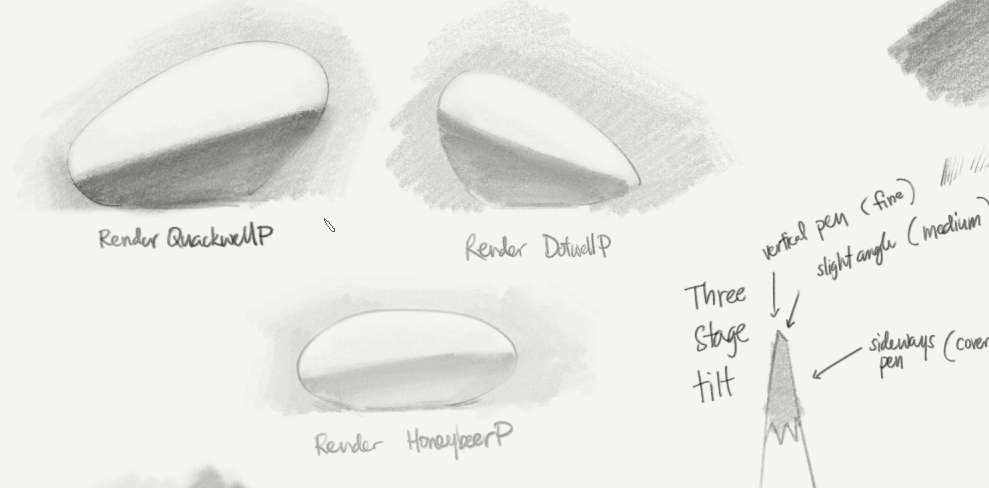 Render QuackwellP
Render DotwellP
Render HoneybeerP
Three
stage
tilt
vertical pen (fine)
slight angle (medium)
sideways (cover
pen